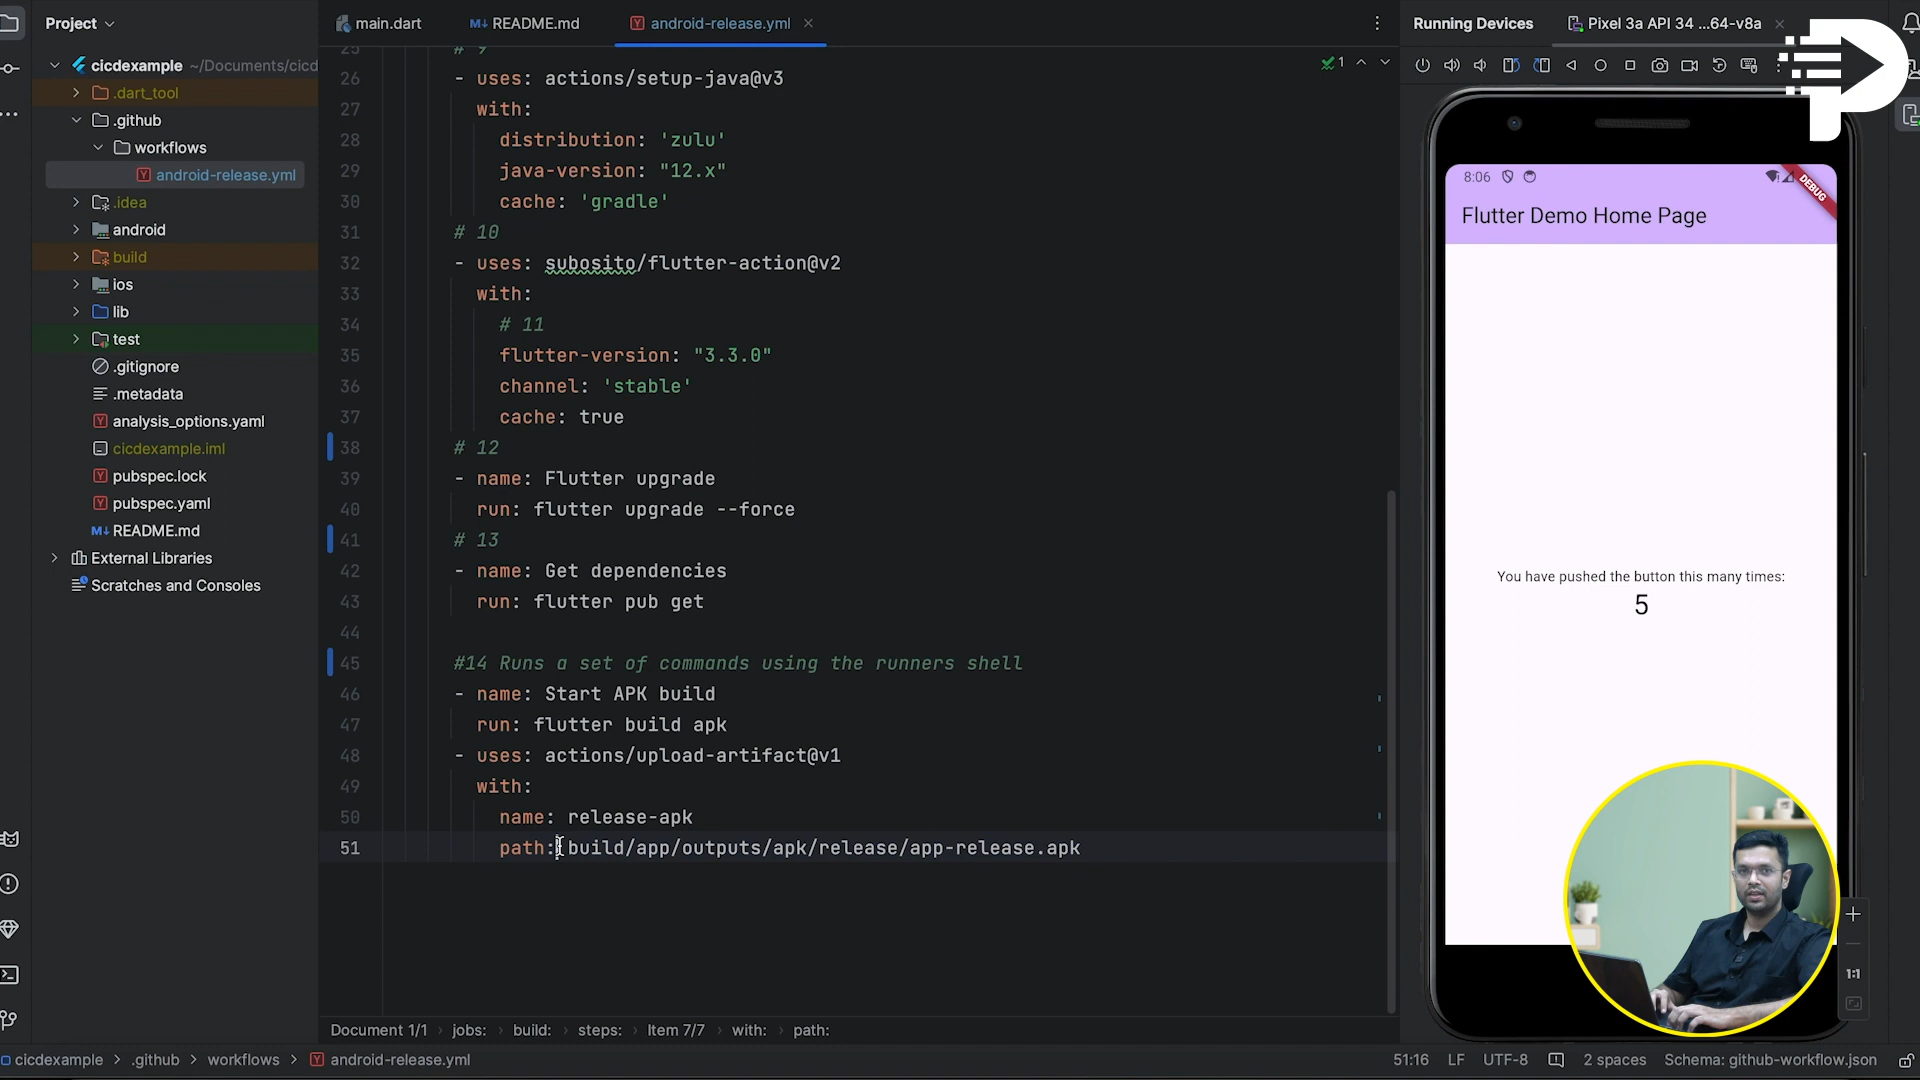 Project
main.dart
M↓ README.md
android-release.yml
Running Devices
Pixel 3a API 34 ...64-v8a
cicdexample ~/Documents/cicd
.dart_tool
.github
workflows
android-release.yml
.idea
android
build
ios
lib
test
.gitignore
.metadata
analysis_options.yaml
cicdexample.iml
pubspec.lock
pubspec.yaml
M↓ README.md
External Libraries
Scratches and Consoles
1
25 # 9
26 - uses: actions/setup-java@v3
27 with:
28 distribution: 'zulu'
29 java-version: "12.x"
30 cache: 'gradle'
31 # 10
32 - uses: subosito/flutter-action@v2
33 with:
34 # 11
35 flutter-version: "3.3.0"
36 channel: 'stable'
37 cache: true
38 # 12
39 - name: Flutter upgrade
40 run: flutter upgrade --force
41 # 13
42 - name: Get dependencies
43 run: flutter pub get
44
45 #14 Runs a set of commands using the runners shell
46 - name: Start APK build
47 run: flutter build apk
48 - uses: actions/upload-artifact@v1
49 with:
50 name: release-apk
51 path: build/app/outputs/apk/release/app-release.apk
8:06
DEBUG
Flutter Demo Home Page
You have pushed the button this many times:
5
1:1
Document 1/1 › jobs: › build: › steps: › Item 7/7 › with: › path:
cicdexample › .github › workflows › android-release.yml
51:16 LF UTF-8 2 spaces Schema: github-workflow.json